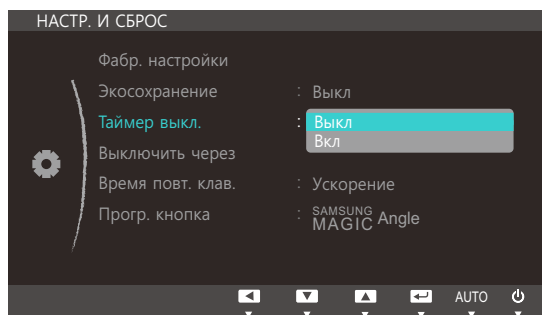 НАСТР. И СБРОС
Фабр. настройки
Экосохранение : Выкл
Таймер выкл. : Выкл
Вкл
Выключить через
Время повт. клав. : Ускорение
Прогр. кнопка : SAMSUNG MAGIC Angle
AUTO